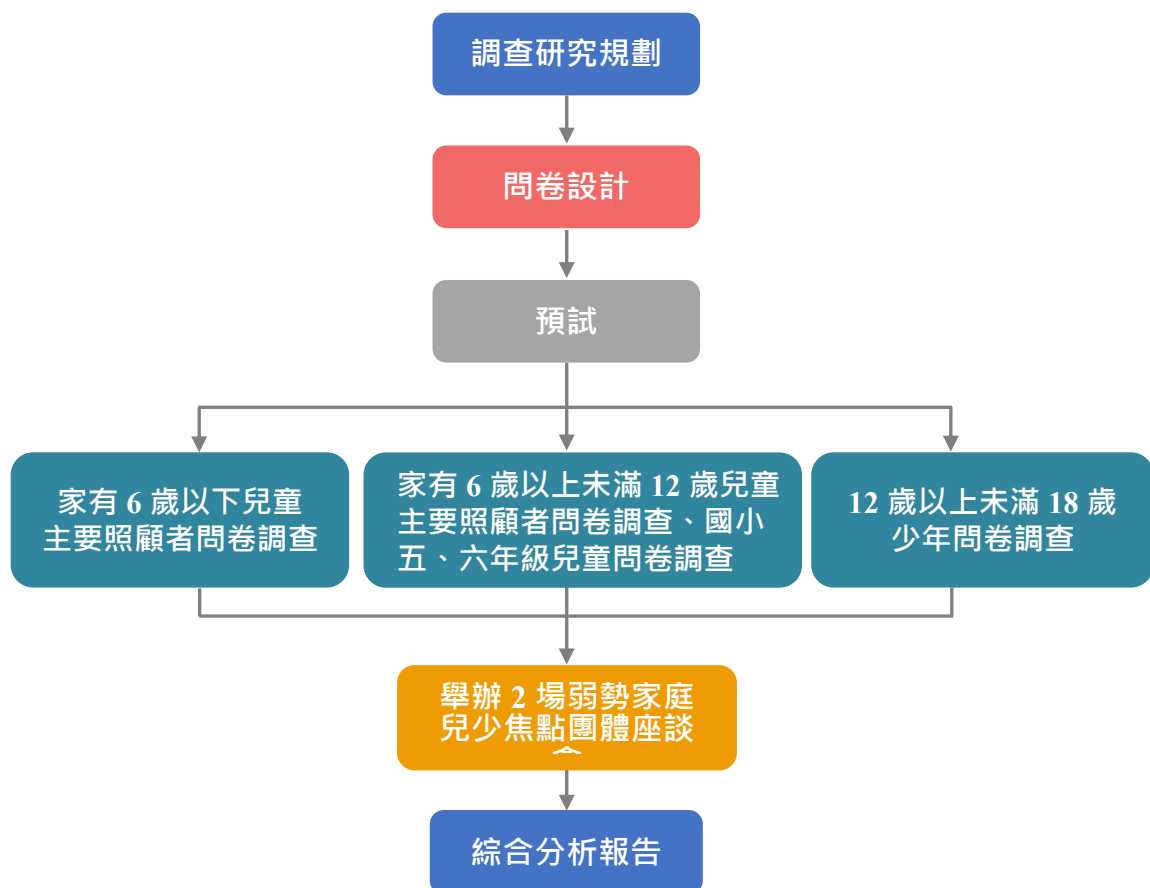 調查研究規劃
問卷設計
預試
家有 6 歲以下兒童
主要照顧者問卷調查
家有 6 歲以上未滿 12 歲兒童
主要照顧者問卷調查、國小
五、六年級兒童問卷調查
12 歲以上未滿 18 歲
少年問卷調查
舉辦 2 場弱勢家庭
兒少焦點團體座談
綜合分析報告